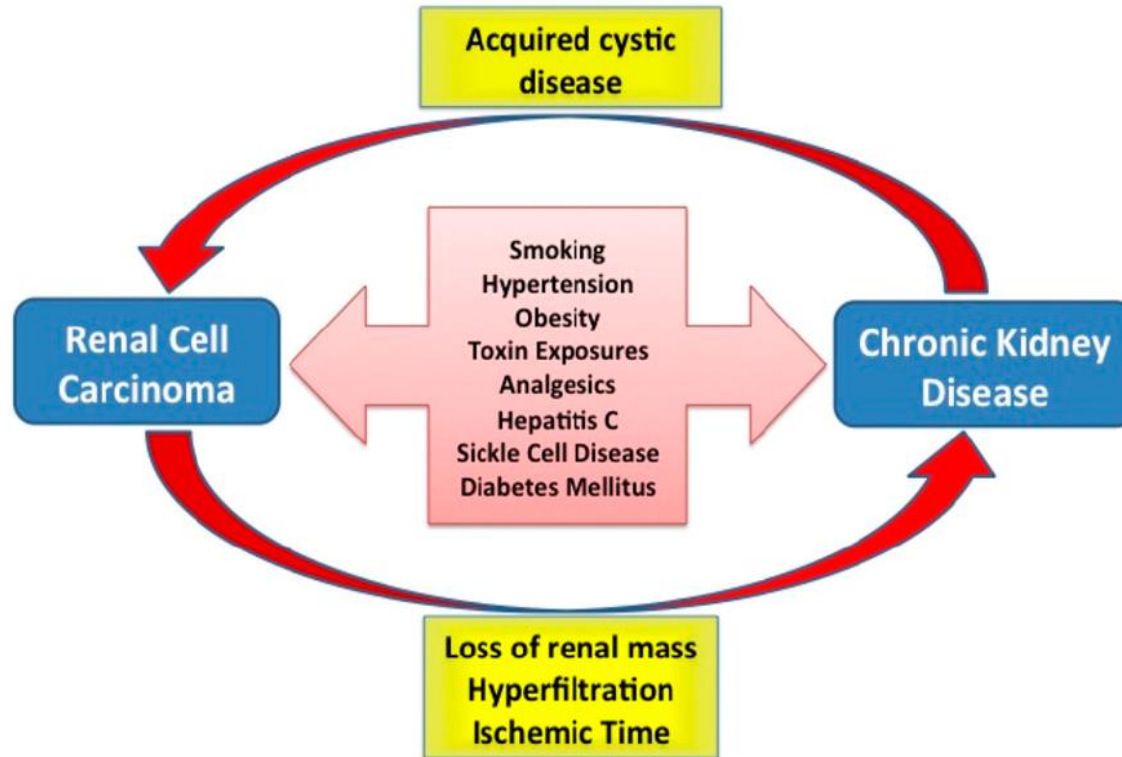 Acquired cystic
disease
Smoking
Hypertension
Obesity
Toxin Exposures
Analgesics
Hepatitis C
Sickle Cell Disease
Diabetes Mellitus
Renal Cell
Carcinoma
Chronic Kidney
Disease
Loss of renal mass
Hyperfiltration
Ischemic Time